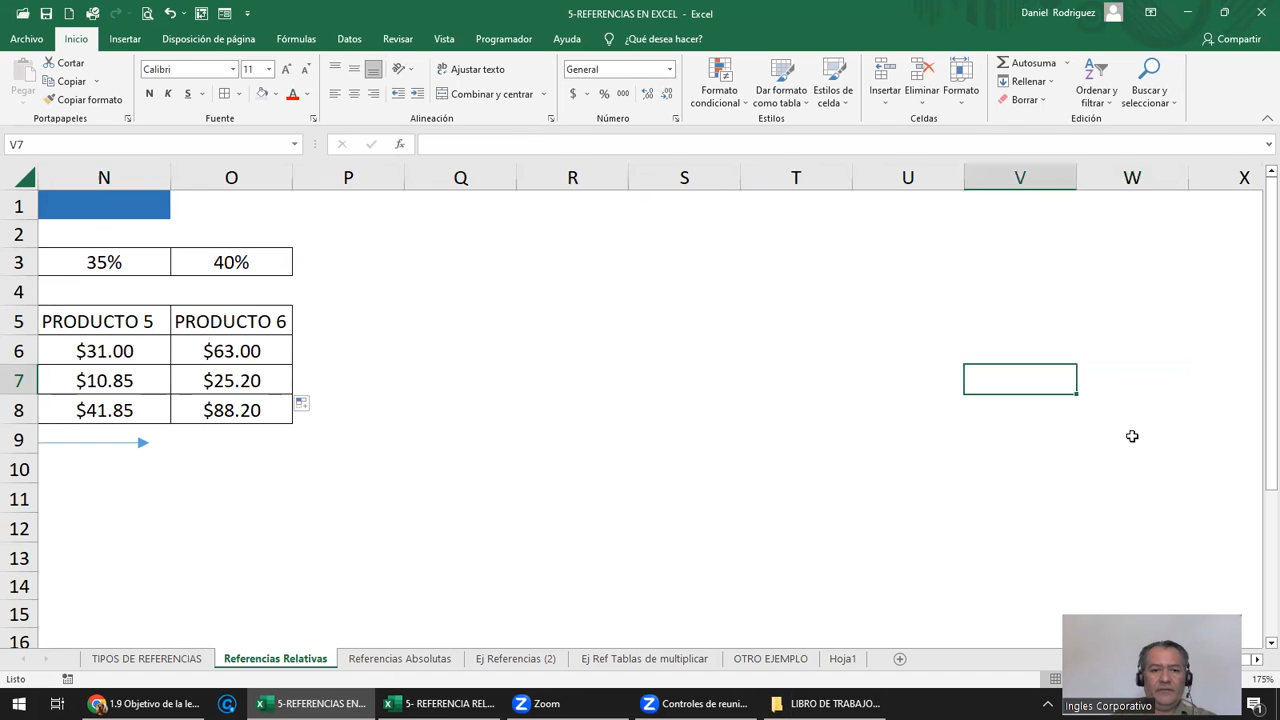 5-REFERENCIAS EN EXCEL - Excel
Daniel Rodriguez
Archivo Inicio Insertar Disposición de página Fórmulas Datos Revisar Vista Programador Ayuda ¿Qué desea hacer? Compartir
Pegar
Cortar
Copiar
Copiar formato
Portapapeles
Calibri 11
N K S
Fuente
Ajustar texto
Combinar y centrar
Alineación
General
$ % 000
Número
Formato condicional
Dar formato como tabla
Estilos de celda
Estilos
Insertar Eliminar Formato
Celdas
Autosuma
Rellenar
Borrar
Ordenar y filtrar
Buscar y seleccionar
Edición
V7
N O P Q R S T U V W X
1
2
3 35% 40%
4
5 PRODUCTO 5 PRODUCTO 6
6 $31.00 $63.00
7 $10.85 $25.20
8 $41.85 $88.20
9
10
11
12
13
14
15
16
TIPOS DE REFERENCIAS Referencias Relativas Referencias Absolutas Ej Referencias (2) Ej Ref Tablas de multiplicar OTRO EJEMPLO Hoja1
Listo 175%
Ingles Corporativo
1.9 Objetivo de la le... 5-REFERENCIAS EN... 5- REFERENCIA REL... Zoom Controles de reuni... LIBRO DE TRABAJO...